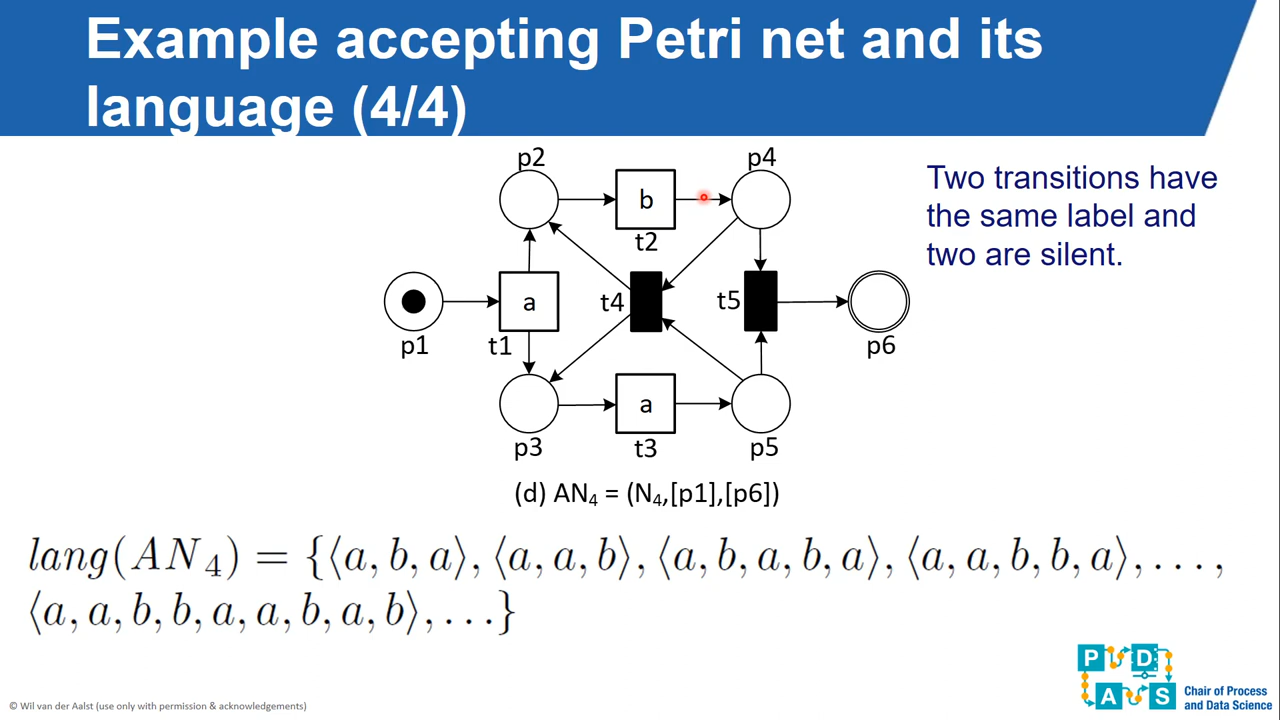 Example accepting Petri net and its
language (4/4)
p2
p4
b
t2
Two transitions have
the same label and
two are silent.
a
t4
t5
p1
t1
p6
a
p3
t3
p5
(d) AN₄ = (N₄,[p1],[p6])
lang(AN₄) = {⟨a, b, a⟩, ⟨a, a, b⟩, ⟨a, b, a, b, a⟩, ⟨a, a, b, b, a⟩, . . . ,
⟨a, a, b, b, a, a, b, a, b⟩, . . .}
P D
A S
Chair of Process
and Data Science
© Wil van der Aalst (use only with permission & acknowledgements)